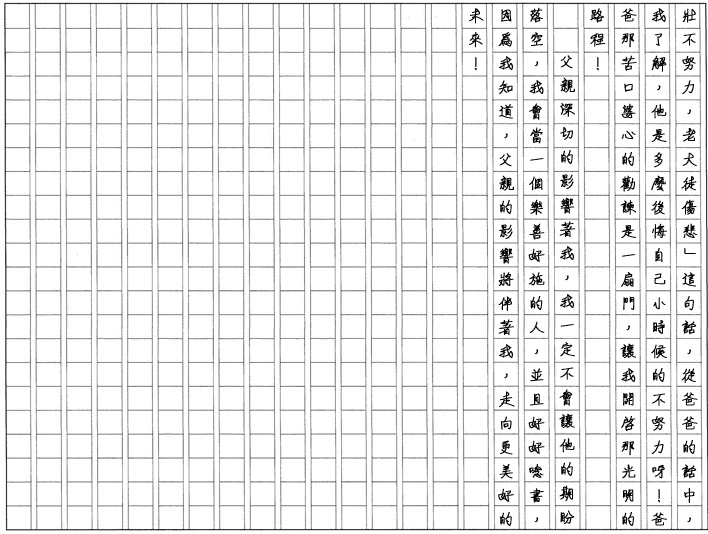 壯不努力，老大徒傷悲」這句話，從爸爸的話中，
我了解，他是多麼後悔自己小時候的不努力呀！爸
爸那苦口婆心的勸諫是一扇門，讓我開啓那光明的
路程！
父親深切的影響著我，我一定不會讓他的期盼
落空，我會當一個樂善好施的人，並且好好唸書，
因為我知道，父親的影響將伴著我，走向更美好的
未來！